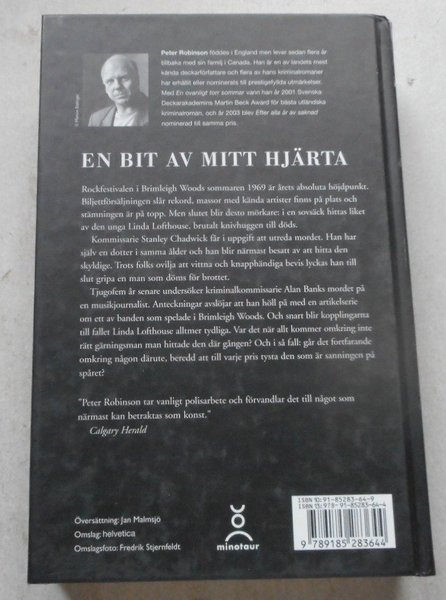 Peter Robinson föddes i England men lever sedan flera år
tillbaka med sin familj i Canada. Han är en av landets mest
kända deckarförfattare och flera av hans kriminalromaner
har erhållit eller nominerats till prestigefyllda utmärkelser.
Med En ovanligt torr sommar vann han år 2001 Svenska
Deckarakademins Martin Beck Award för bästa utländska
kriminalroman, och år 2003 blev Efter alla år av saknad
nominerad till samma pris.
EN BIT AV MITT HJÄRTA
Rockfestivalen i Brimleigh Woods sommaren 1969 är årets absoluta höjdpunkt.
Biljettförsäljningen slår rekord, massor med kända artister finns på plats och
stämningen är på topp. Men slutet blir desto mörkare: i en sovsäck hittas liket
av den unga Linda Lofthouse, brutalt knivhuggen till döds.
Kommissarie Stanley Chadwick får i uppgift att utreda mordet. Han har
själv en dotter i samma ålder och han blir närmast besatt av att hitta den
skyldige. Trots folks ovilja att vittna och knapphändiga bevis lyckas han till
slut gripa en man som döms för brottet.
Tjugofem år senare undersöker kriminalkommissarie Alan Banks mordet på
en musikjournalist. Anteckningar avslöjar att han höll på med en artikelserie
om ett av banden som spelade i Brimleigh Woods. Och snart blir kopplingarna
till fallet Linda Lofthouse alltmer tydliga. Var det när allt kommer omkring inte
rätt gärningsman man hittade den där gången? Och i så fall: går det fortfarande
omkring någon därute, beredd att till varje pris tysta den som är sanningen på
spåret?
"Peter Robinson tar vanligt polisarbete och förvandlar det till något som
närmast kan betraktas som konst."
Calgary Herald
Översättning: Jan Malmsjö
Omslag: helvetica
Omslagsfoto: Fredrik Stjernfeldt
minotaur
ISBN 10: 91-85283-64-9
ISBN 13: 978-91-85283-64-4
9 789185 283644